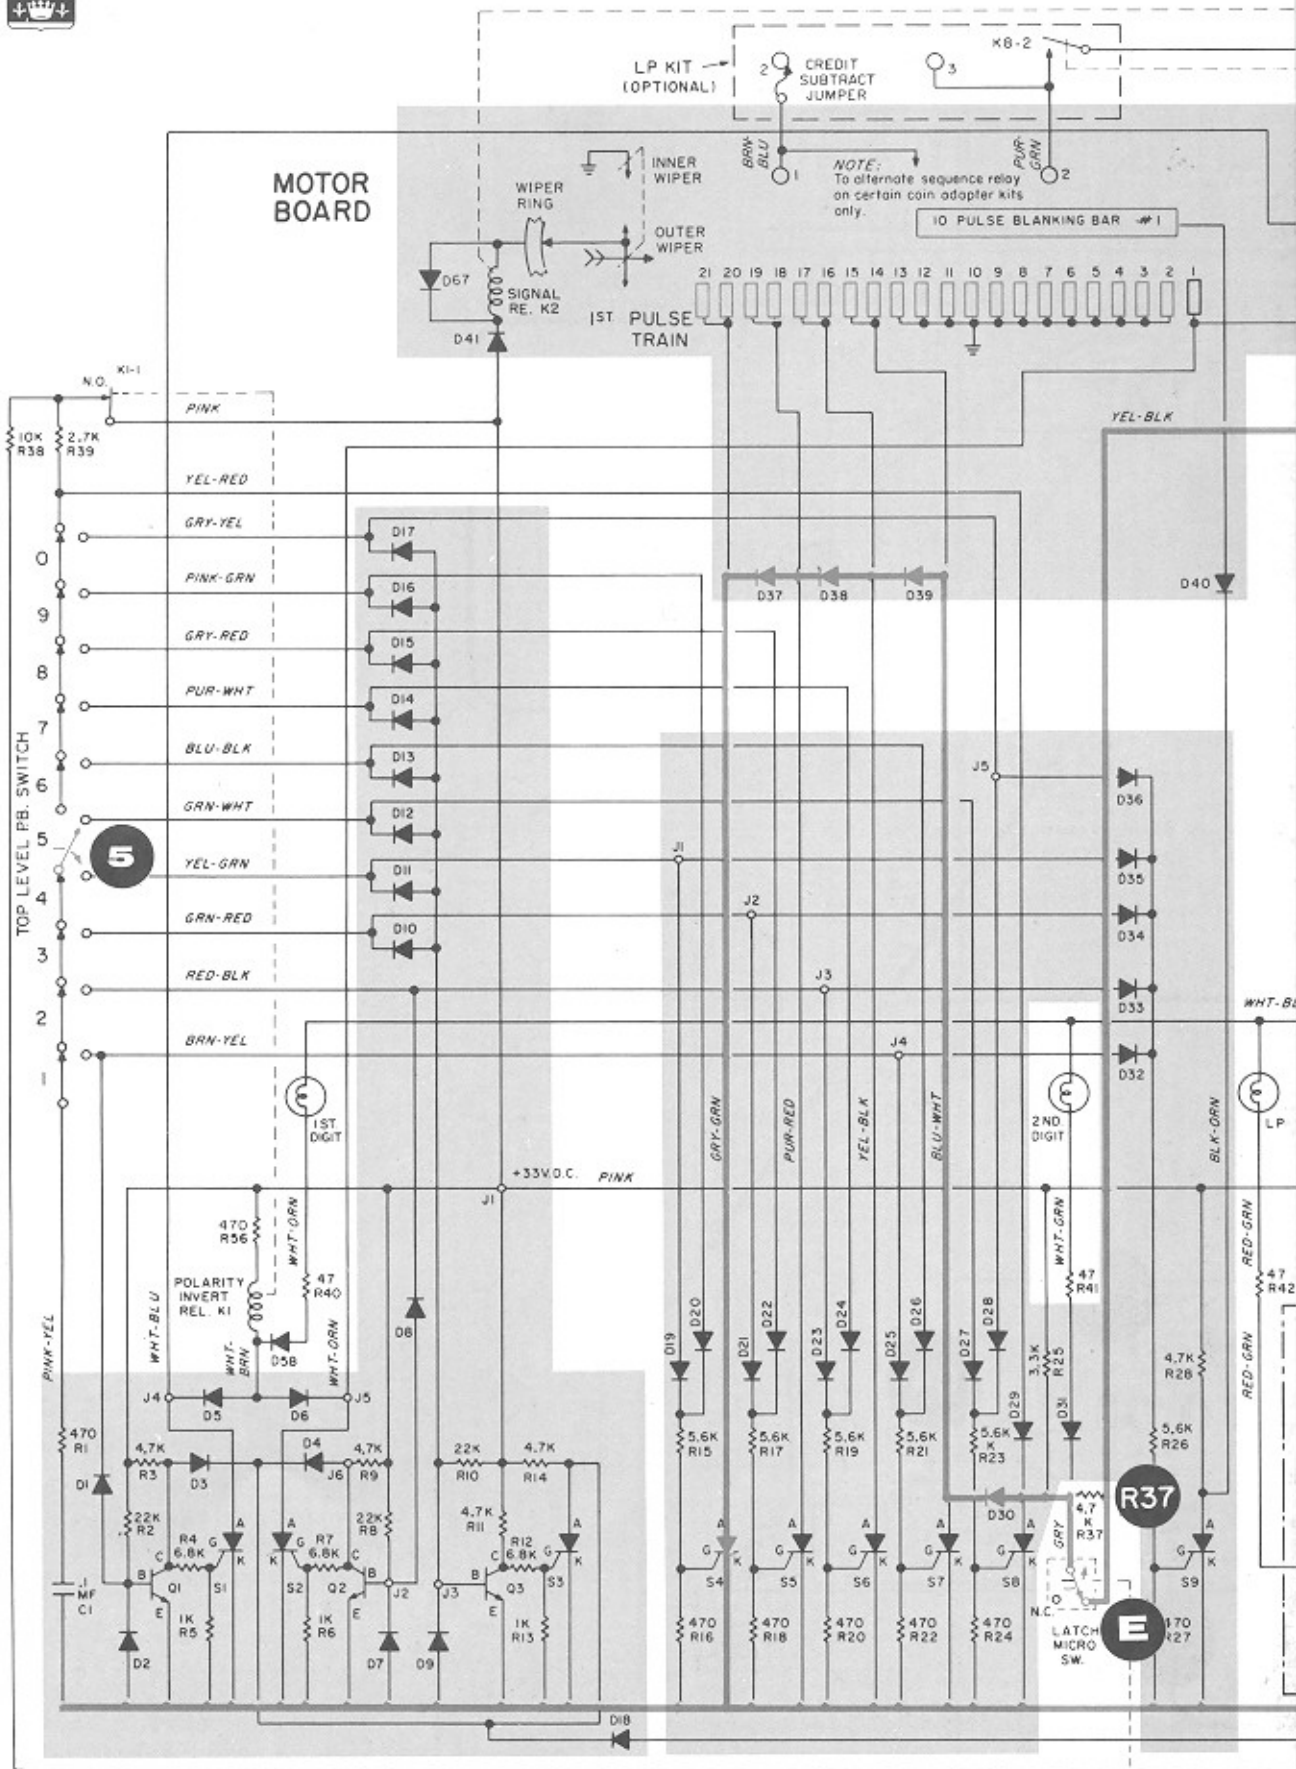 K8-2
LP KIT
(OPTIONAL)
2
CREDIT
SUBTRACT
JUMPER
3
BRN-
BLU
1
NOTE:
To alternate sequence relay
on certain coin adapter kits
only.
PUR-
GRN
2
MOTOR
BOARD
WIPER
RING
INNER
WIPER
OUTER
WIPER
10 PULSE BLANKING BAR #1
D67
SIGNAL
RE. K2
D41
1ST. PULSE
TRAIN
21 20 19 18 17 16 15 14 13 12 11 10 9 8 7 6 5 4 3 2 1
K1-1
N.O.
10K
R38
2.7K
R39
PINK
YEL-BLK
YEL-RED
GRY-YEL
D17
0
PINK-GRN
D16
D37 D38 D39
D40
9
GRY-RED
D15
8
PUR-WHT
D14
7
BLU-BLK
D13
J5
D36
6
GRN-WHT
D12
5
5
TOP LEVEL PB. SWITCH
YEL-GRN
D11
J1
D35
4
GRN-RED
D10
J2
D34
3
RED-BLK
J3
D33
2
WHT-BL
BRN-YEL
J4
D32
1
1ST
DIGIT
2ND.
DIGIT
LP
GRY-GRN
PUR-RED
YEL-BLK
BLU-WHT
BLK-ORN
+33V.D.C. PINK
J1
470
R56
WHT-ORN
WHT-GRN
RED-GRN
POLARITY
INVERT
REL. K1
47
R40
47
R41
47
R42
D58
D8
PINK-YEL
WHT-BLU
WHT-
BRN
WHT-ORN
D19 D20 D21 D22 D23 D24 D25 D26 D27 D28
3.3K
R25
4.7K
R28
RED-GRN
J4
D5 D6
J5
D29
D31
470
R1
4.7K
R3
D3
D4
J6
4.7K
R9
22K
R10
4.7K
R14
5.6K
R15
5.6K
R17
5.6K
R19
5.6K
R21
5.6K
K
R23
5.6K
R26
D1
22K
R2
22K
R8
4.7K
R11
D30
4.7
K
R37
R37
R4
6.8K
G
A
K
S1
A
G
K
S2
R7
6.8K
R12
6.8K
G
A
K
S3
GRY
A
G
K
S4
A
G
K
S5
A
G
K
S6
A
G
K
S7
A
G
K
S8
A
G
K
S9
.1
MF
C1
B
C
E
Q1
C
B
E
Q2
J2
J3
B
C
E
Q3
1K
R5
1K
R6
1K
R13
D2
D7
D9
470
R16
470
R18
470
R20
470
R22
470
R24
N.C.
O
LATCH
MICRO
SW.
E
470
R27
D18